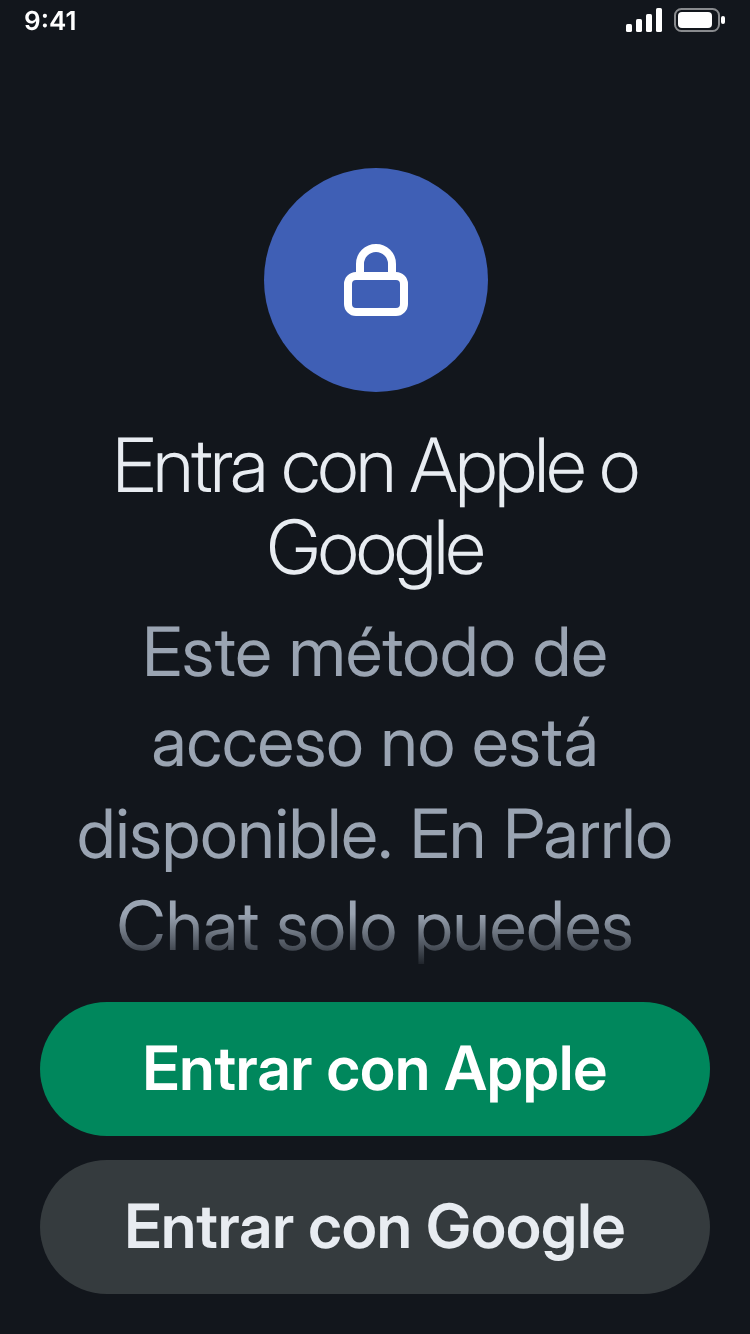 9:41
Entra con Apple o
Google
Este método de
acceso no está
disponible. En Parrlo
Chat solo puedes
Entrar con Apple
Entrar con Google